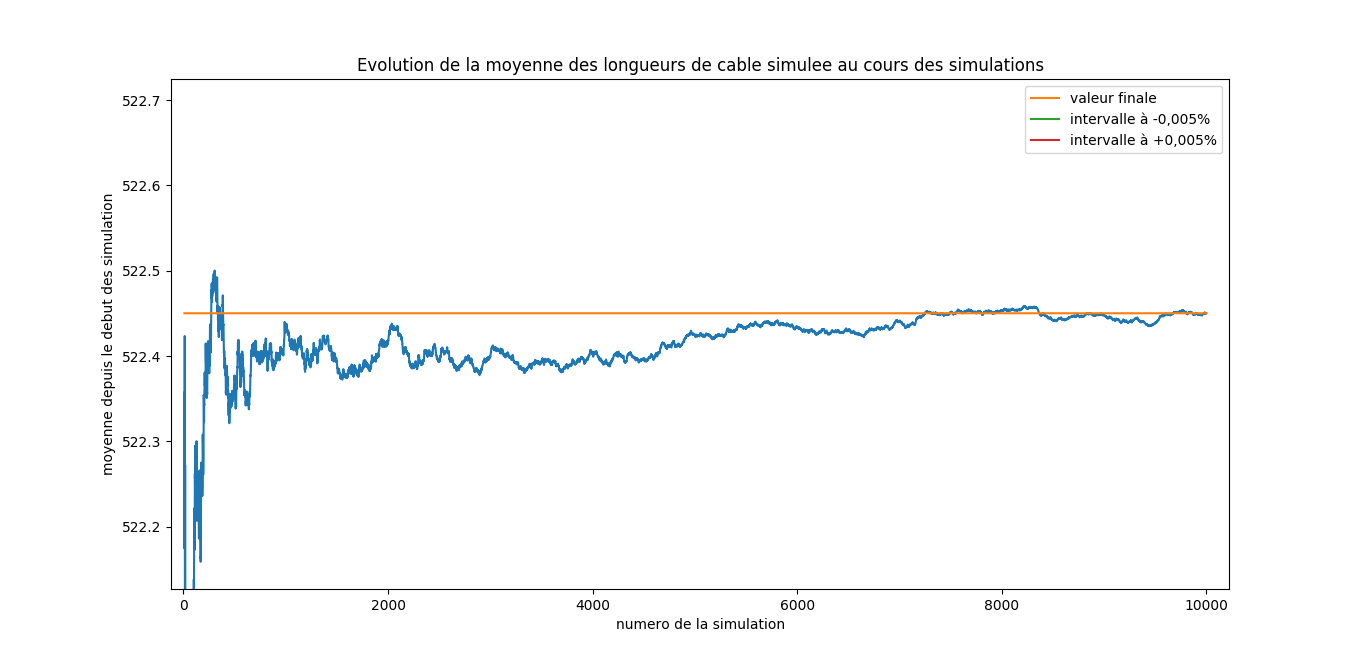 Evolution de la moyenne des longueurs de cable simulee au cours des simulations
valeur finale
intervalle à -0,005%
intervalle à +0,005%
522.7
522.6
522.5
522.4
522.3
522.2
moyenne depuis le debut des simulation
0 2000 4000 6000 8000 10000
numero de la simulation